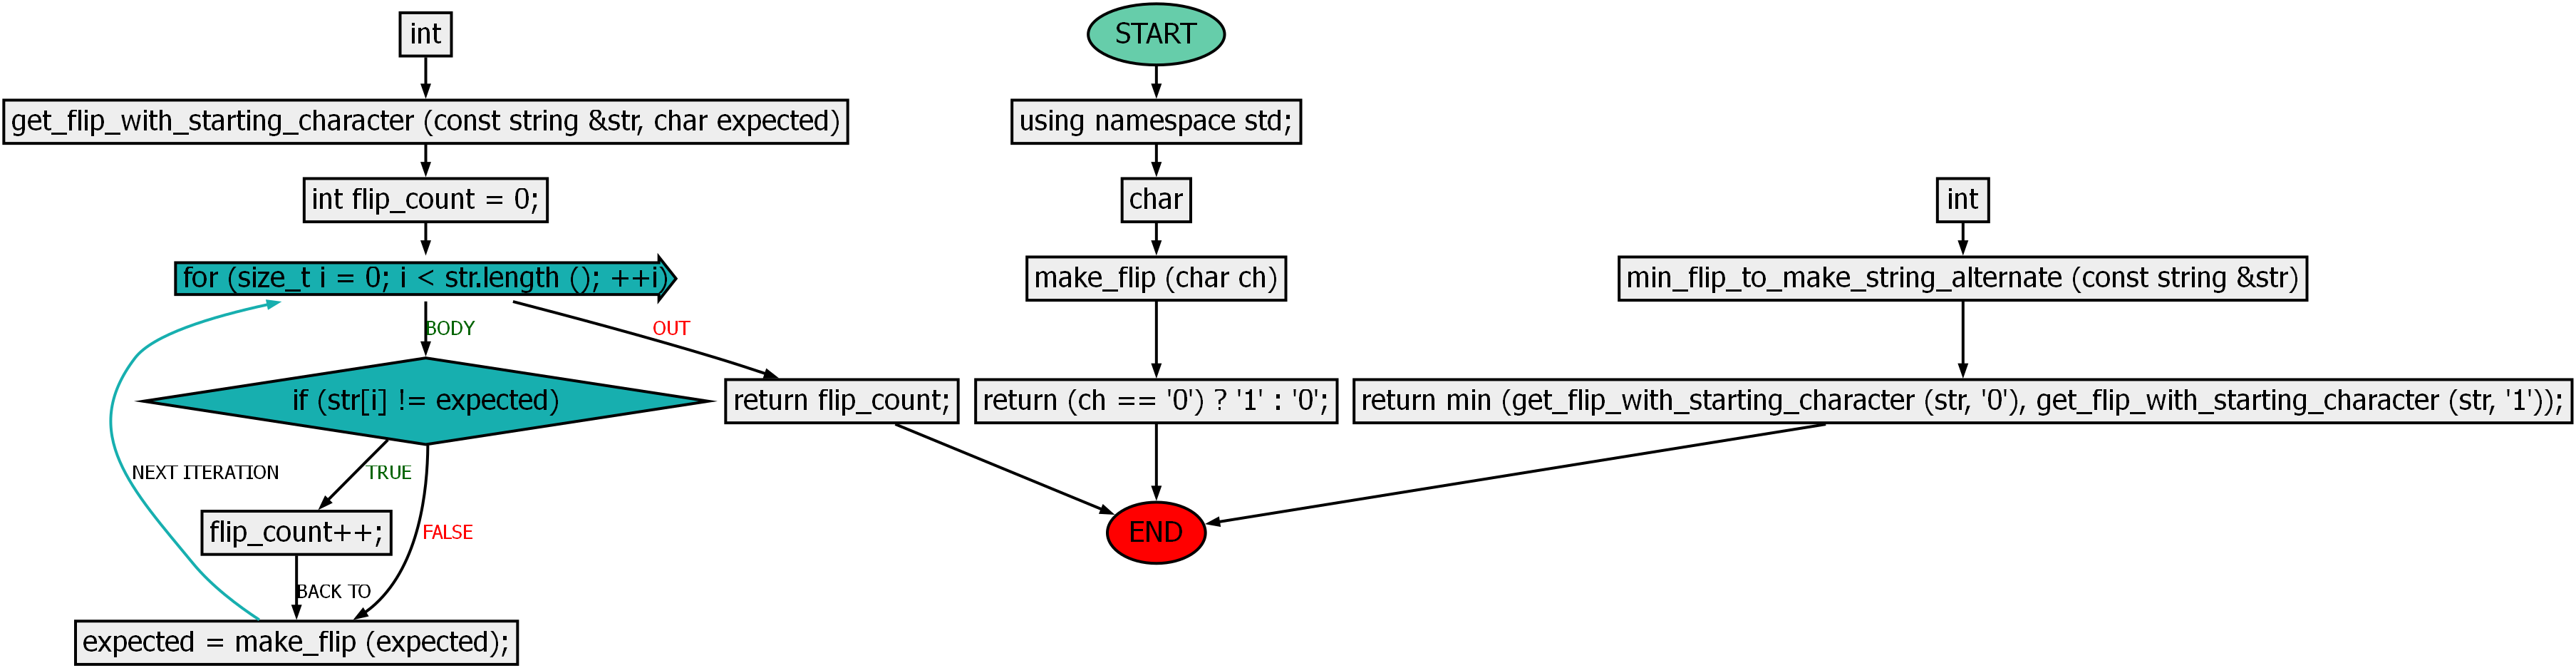 int
get_flip_with_starting_character (const string &str, char expected)
int flip_count = 0;
for (size_t i = 0; i < str.length (); ++i)
BODY
OUT
if (str[i] != expected)
return flip_count;
NEXT ITERATION
TRUE
FALSE
flip_count++;
BACK TO
expected = make_flip (expected);
START
using namespace std;
char
make_flip (char ch)
return (ch == '0') ? '1' : '0';
END
int
min_flip_to_make_string_alternate (const string &str)
return min (get_flip_with_starting_character (str, '0'), get_flip_with_starting_character (str, '1'));